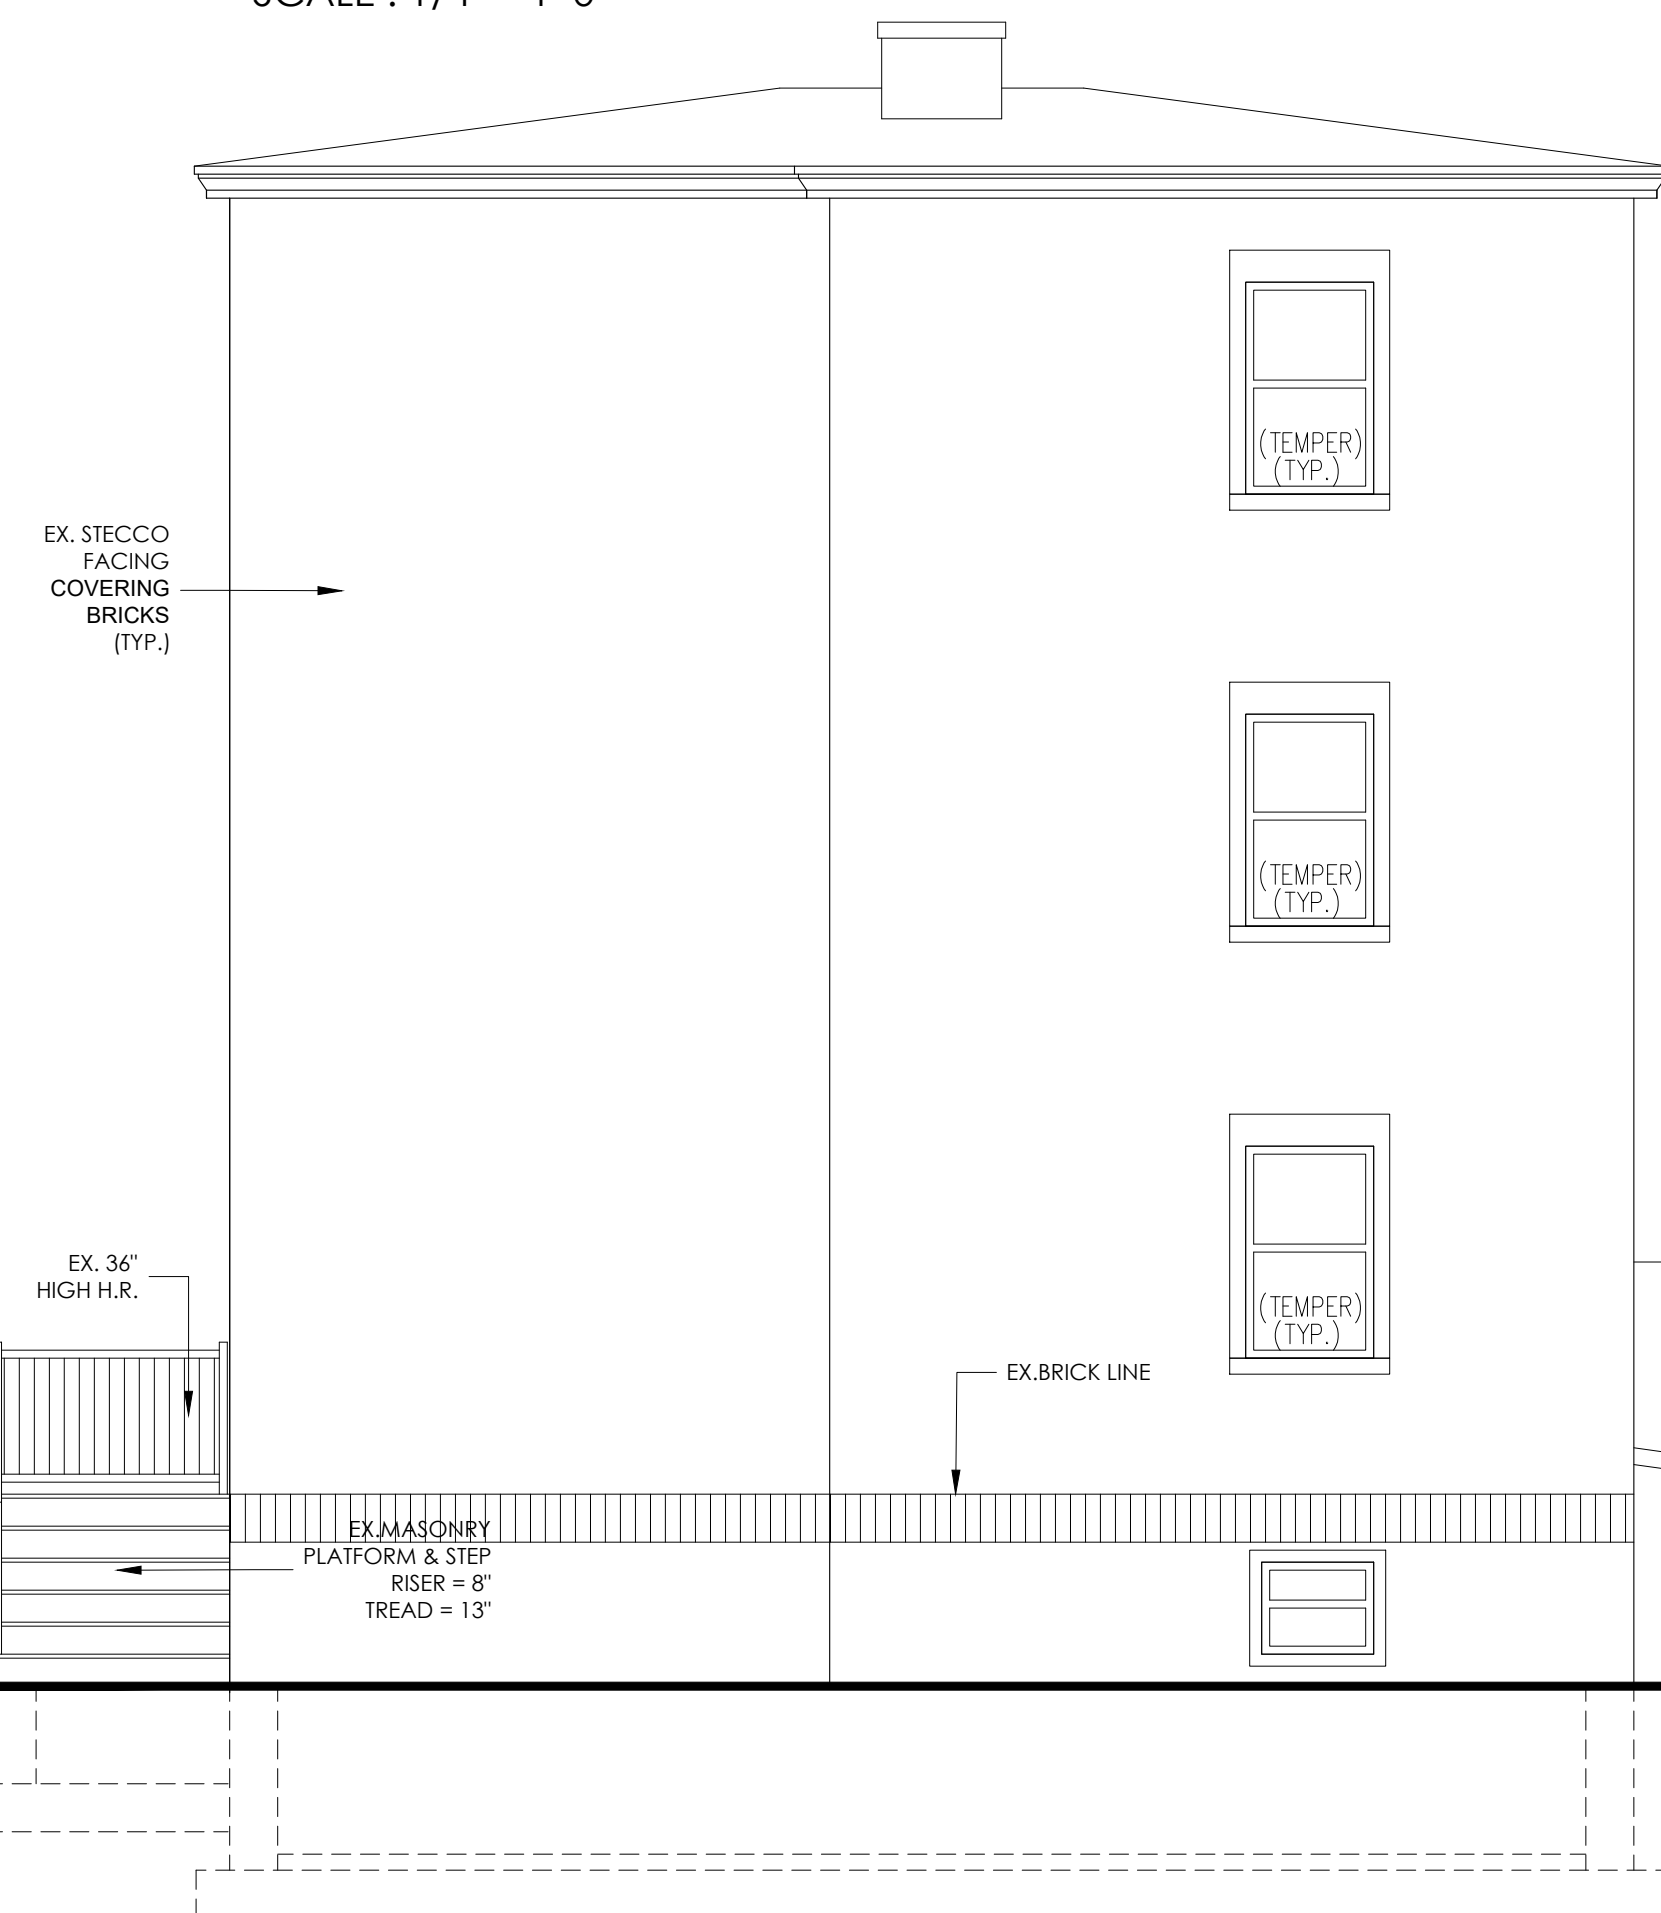 (TEMPER)
(TYP.)
EX. STECCO
FACING
COVERING
BRICKS
(TYP.)
(TEMPER)
(TYP.)
EX. 36"
HIGH H.R.
(TEMPER)
(TYP.)
EX.BRICK LINE
EX.MASONRY
PLATFORM & STEP
RISER = 8"
TREAD = 13"